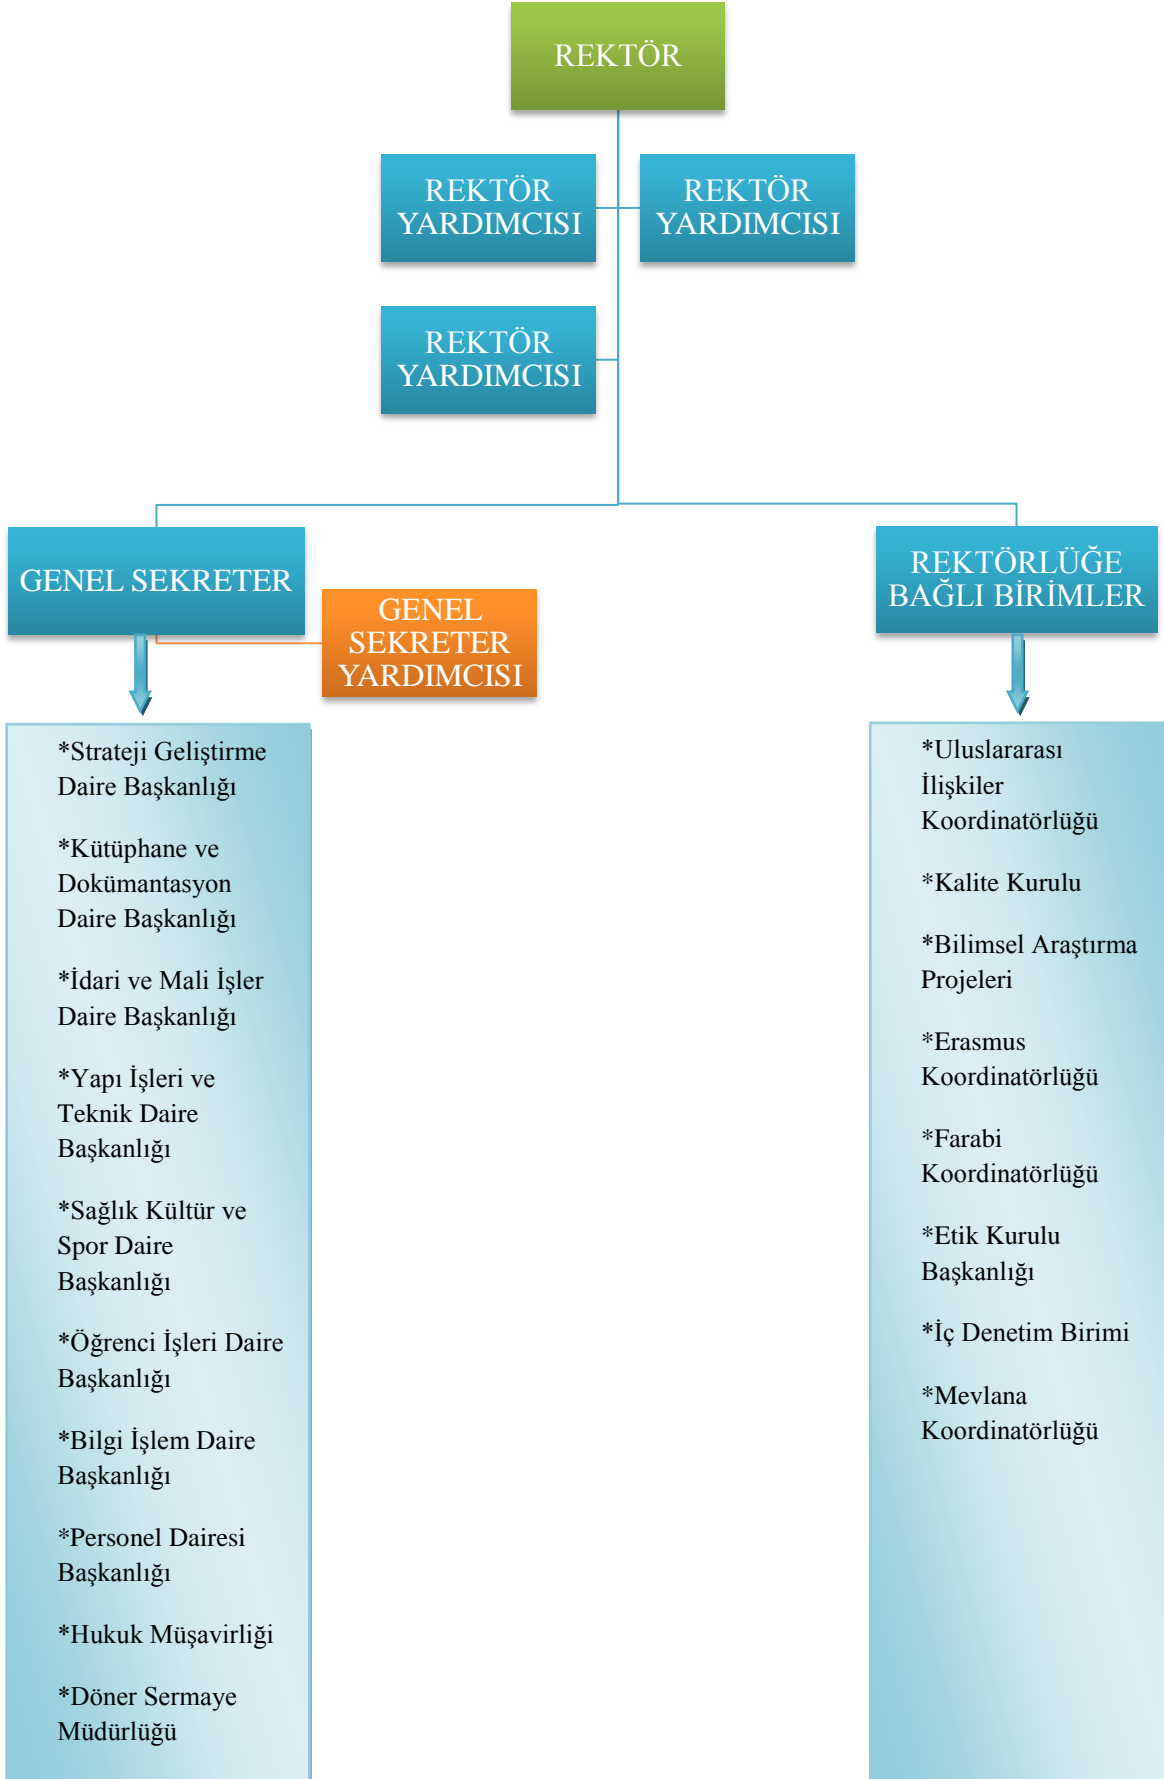 REKTÖR
REKTÖR
YARDIMCISI
REKTÖR
YARDIMCISI
REKTÖR
YARDIMCISI
GENEL SEKRETER
GENEL
SEKRETER
YARDIMCISI
REKTÖRLÜĞE
BAĞLI BİRİMLER
*Strateji Geliştirme
Daire Başkanlığı
*Kütüphane ve
Dokümantasyon
Daire Başkanlığı
*İdari ve Mali İşler
Daire Başkanlığı
*Yapı İşleri ve
Teknik Daire
Başkanlığı
*Sağlık Kültür ve
Spor Daire
Başkanlığı
*Öğrenci İşleri Daire
Başkanlığı
*Bilgi İşlem Daire
Başkanlığı
*Personel Dairesi
Başkanlığı
*Hukuk Müşavirliği
*Döner Sermaye
Müdürlüğü
*Uluslararası
İlişkiler
Koordinatörlüğü
*Kalite Kurulu
*Bilimsel Araştırma
Projeleri
*Erasmus
Koordinatörlüğü
*Farabi
Koordinatörlüğü
*Etik Kurulu
Başkanlığı
*İç Denetim Birimi
*Mevlana
Koordinatörlüğü